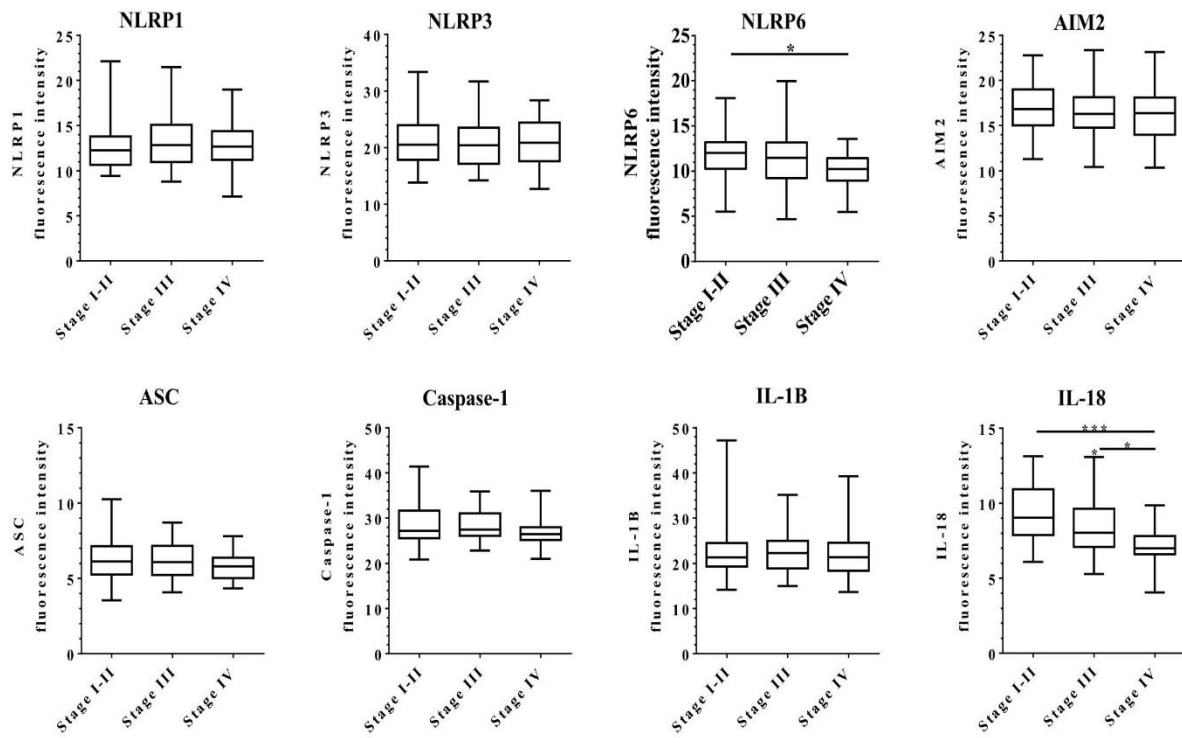 NLRP1
NLRP1
fluorescence intensity
25
20
15
10
5
0
Stage I-II
Stage III
Stage IV
NLRP3
NLRP3
fluorescence intensity
40
30
20
10
0
Stage I-II
Stage III
Stage IV
NLRP6
NLRP6
fluorescence intensity
25
20
15
10
5
0
*
Stage I-II
Stage III
Stage IV
AIM2
AIM2
fluorescence intensity
25
20
15
10
5
0
Stage I-II
Stage III
Stage IV
ASC
ASC
fluorescence intensity
15
10
5
0
Stage I-II
Stage III
Stage IV
Caspase-1
Caspase-1
fluorescence intensity
50
40
30
20
10
0
Stage I-II
Stage III
Stage IV
IL-1B
IL-1B
fluorescence intensity
50
40
30
20
10
0
Stage I-II
Stage III
Stage IV
IL-18
IL-18
fluorescence intensity
15
10
5
0
***
*
*
Stage I-II
Stage III
Stage IV